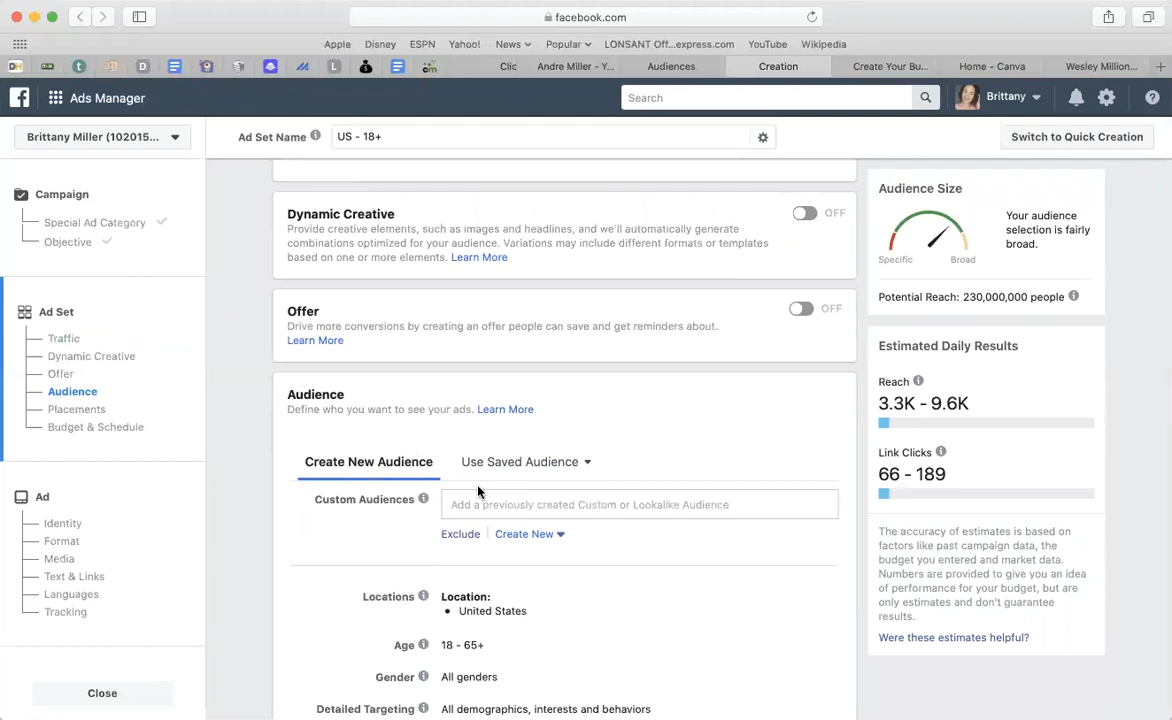 facebook.com
Apple Disney ESPN Yahoo! News Popular LONSANT Off...express.com YouTube Wikipedia
Clic Andre Miller - Y... Audiences Creation Create Your Bu... Home - Canva Wesley Million...
Ads Manager Search Brittany
Brittany Miller (102015... Ad Set Name US - 18+ Switch to Quick Creation
Campaign
Special Ad Category
Objective
Ad Set
Traffic
Dynamic Creative
Offer
Audience
Placements
Budget & Schedule
Ad
Identity
Format
Media
Text & Links
Languages
Tracking
Close
Dynamic Creative OFF
Provide creative elements, such as images and headlines, and we'll automatically generate
combinations optimized for your audience. Variations may include different formats or templates
based on one or more elements. Learn More
Offer OFF
Drive more conversions by creating an offer people can save and get reminders about.
Learn More
Audience
Define who you want to see your ads. Learn More
Create New Audience Use Saved Audience
Custom Audiences Add a previously created Custom or Lookalike Audience
Exclude Create New
Locations Location:
• United States
Age 18 - 65+
Gender All genders
Detailed Targeting All demographics, interests and behaviors
Audience Size
Your audience
selection is fairly
broad.
Specific Broad
Potential Reach: 230,000,000 people
Estimated Daily Results
Reach
3.3K - 9.6K
Link Clicks
66 - 189
The accuracy of estimates is based on
factors like past campaign data, the
budget you entered and market data.
Numbers are provided to give you an idea
of performance for your budget, but are
only estimates and don't guarantee
results.
Were these estimates helpful?